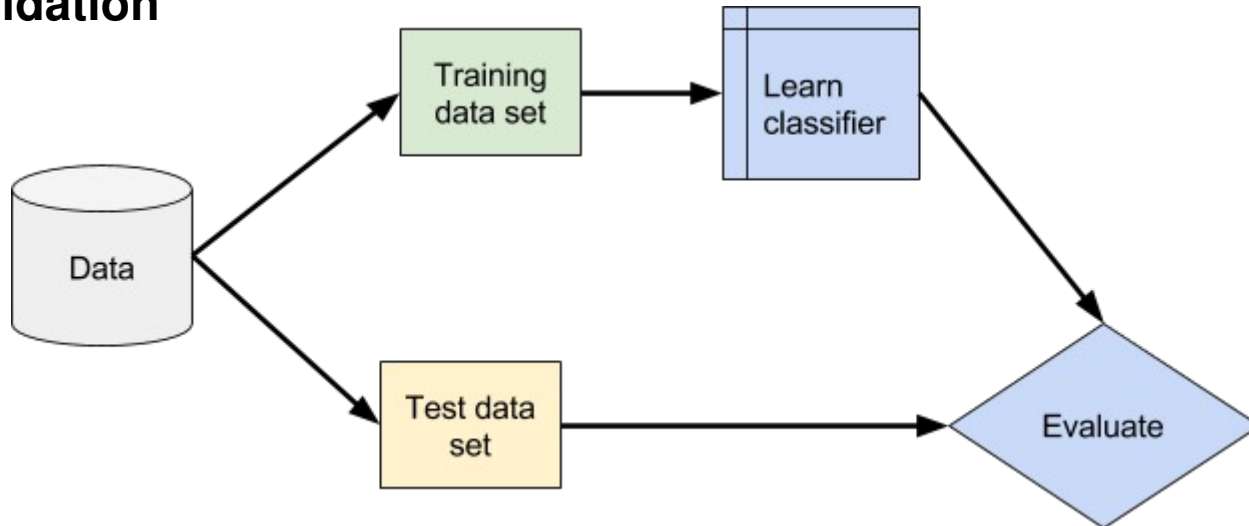 idation
Training
data set
Learn
classifier
Data
Test data
set
Evaluate